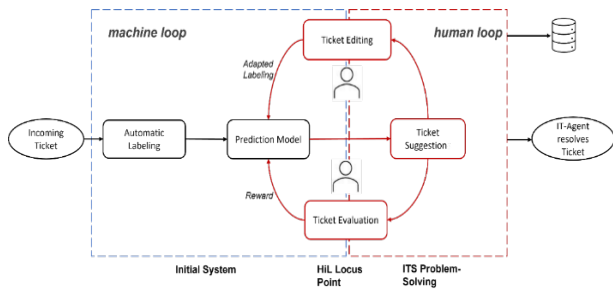 machine loop
human loop
Ticket Editing
Adapted
Labeling
Incoming
Ticket
Automatic
Labeling
Prediction Model
Ticket
Suggestion
IT-Agent
resolves
Ticket
Reward
Ticket Evaluation
Initial System
HiL Locus
Point
ITS Problem-
Solving